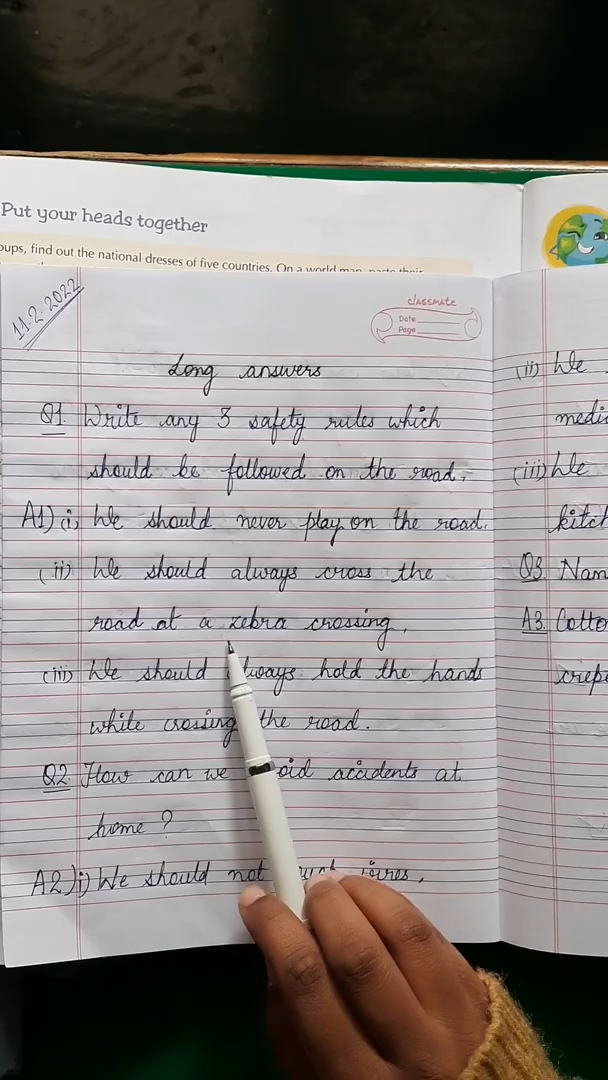 Put your heads together
oups, find out the national dresses of five countries. On a world map, paste their
11.2.2022
classmate
Date
Page
Long answers
Q1. Write any 3 safety rules which
should be followed on the road.
A1) (i) We should never play on the road.
(ii) We should always cross the
road at a zebra crossing.
(iii) We should always hold the hands
while crossing the road.
Q2. How can we oid accidents at
home?
A2) i) We should not wires,
(ii) We
medi
(iii) We
kitch
Q3. Nam
A3. Cotto
crepe